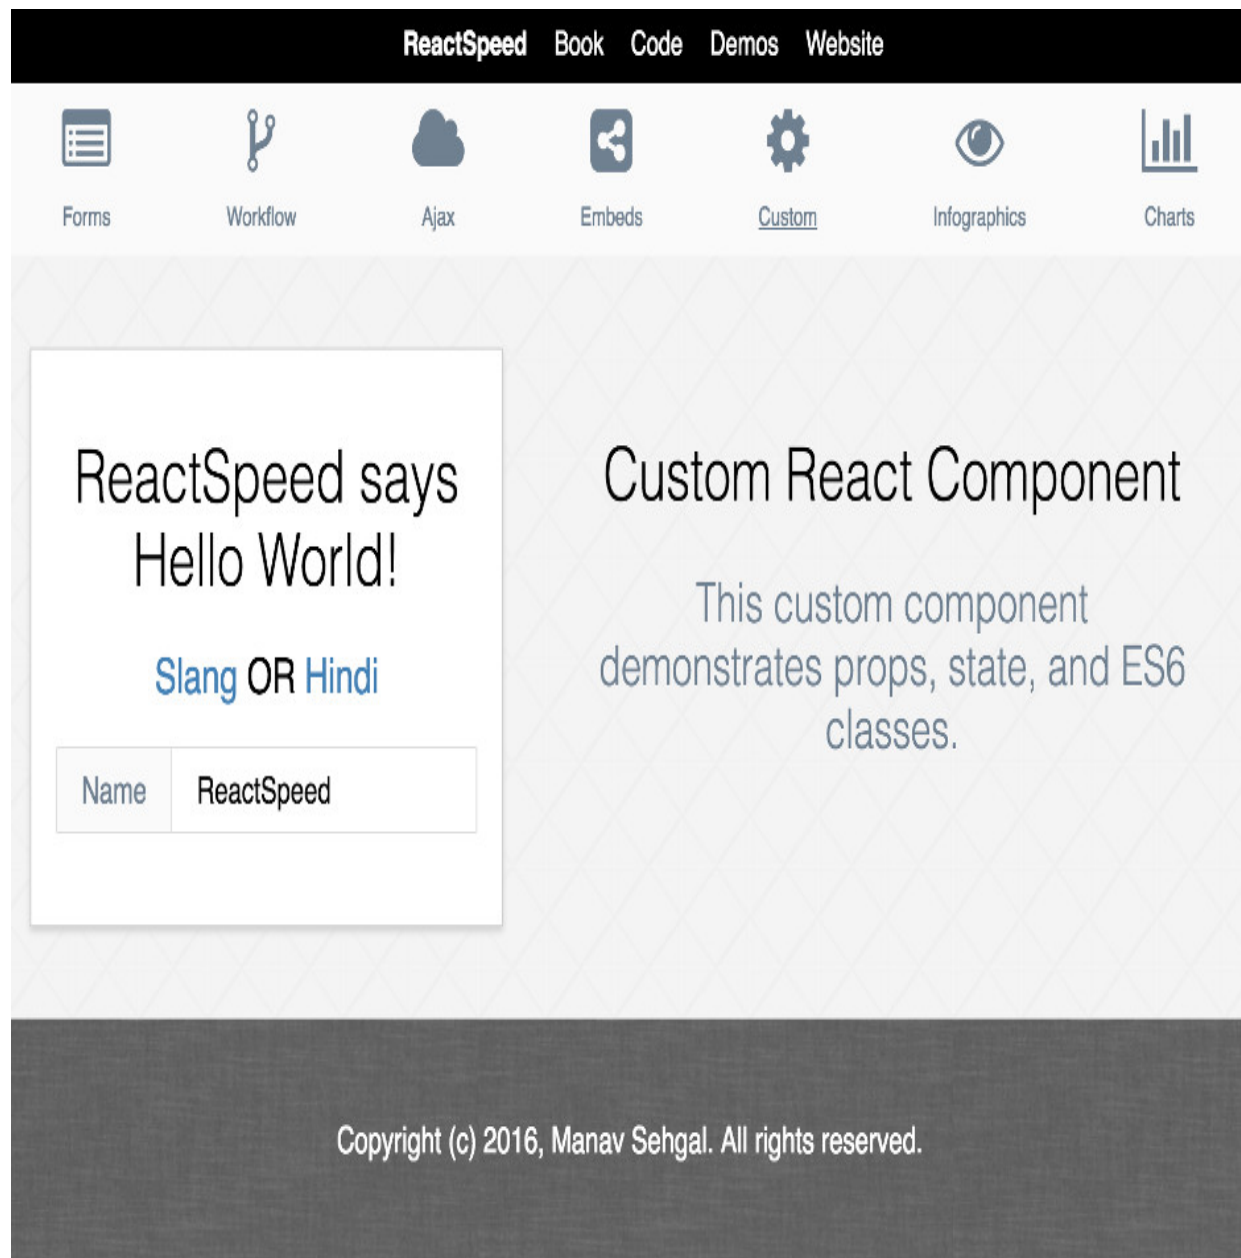 ReactSpeed Book Code Demos Website
Forms Workflow Ajax Embeds Custom Infographics Charts
ReactSpeed says
Hello World!
Slang OR Hindi
Name ReactSpeed
Custom React Component
This custom component
demonstrates props, state, and ES6
classes.
Copyright (c) 2016, Manav Sehgal. All rights reserved.